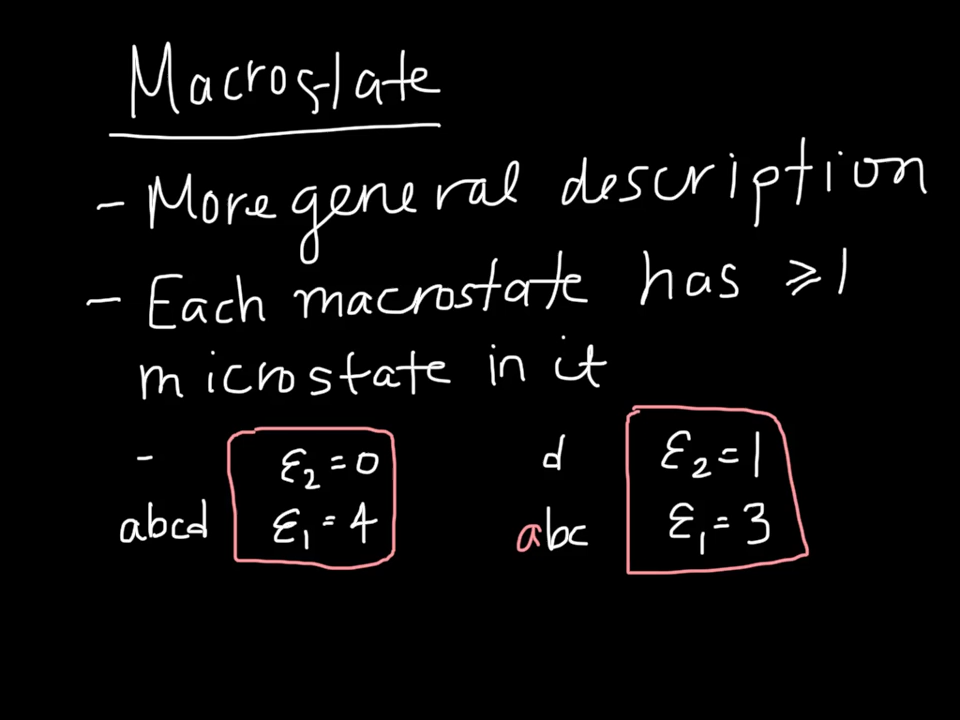 Macrostate
- More general description
- Each macrostate has ≥1
microstate in it
- ε₂ = 0 d ε₂ = 1
abcd ε₁ = 4 abc ε₁ = 3